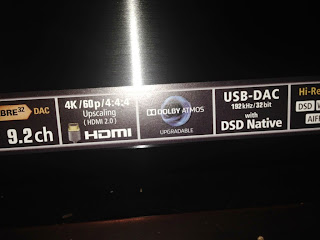 BRE32 DAC
9.2ch
4K/60p/4:4:4
Upscaling
(HDMI 2.0)
HDMI
DOLBY ATMOS
UPGRADABLE
USB-DAC
192kHz/32bit
with
DSD Native
Hi-Re
DSD
AIF